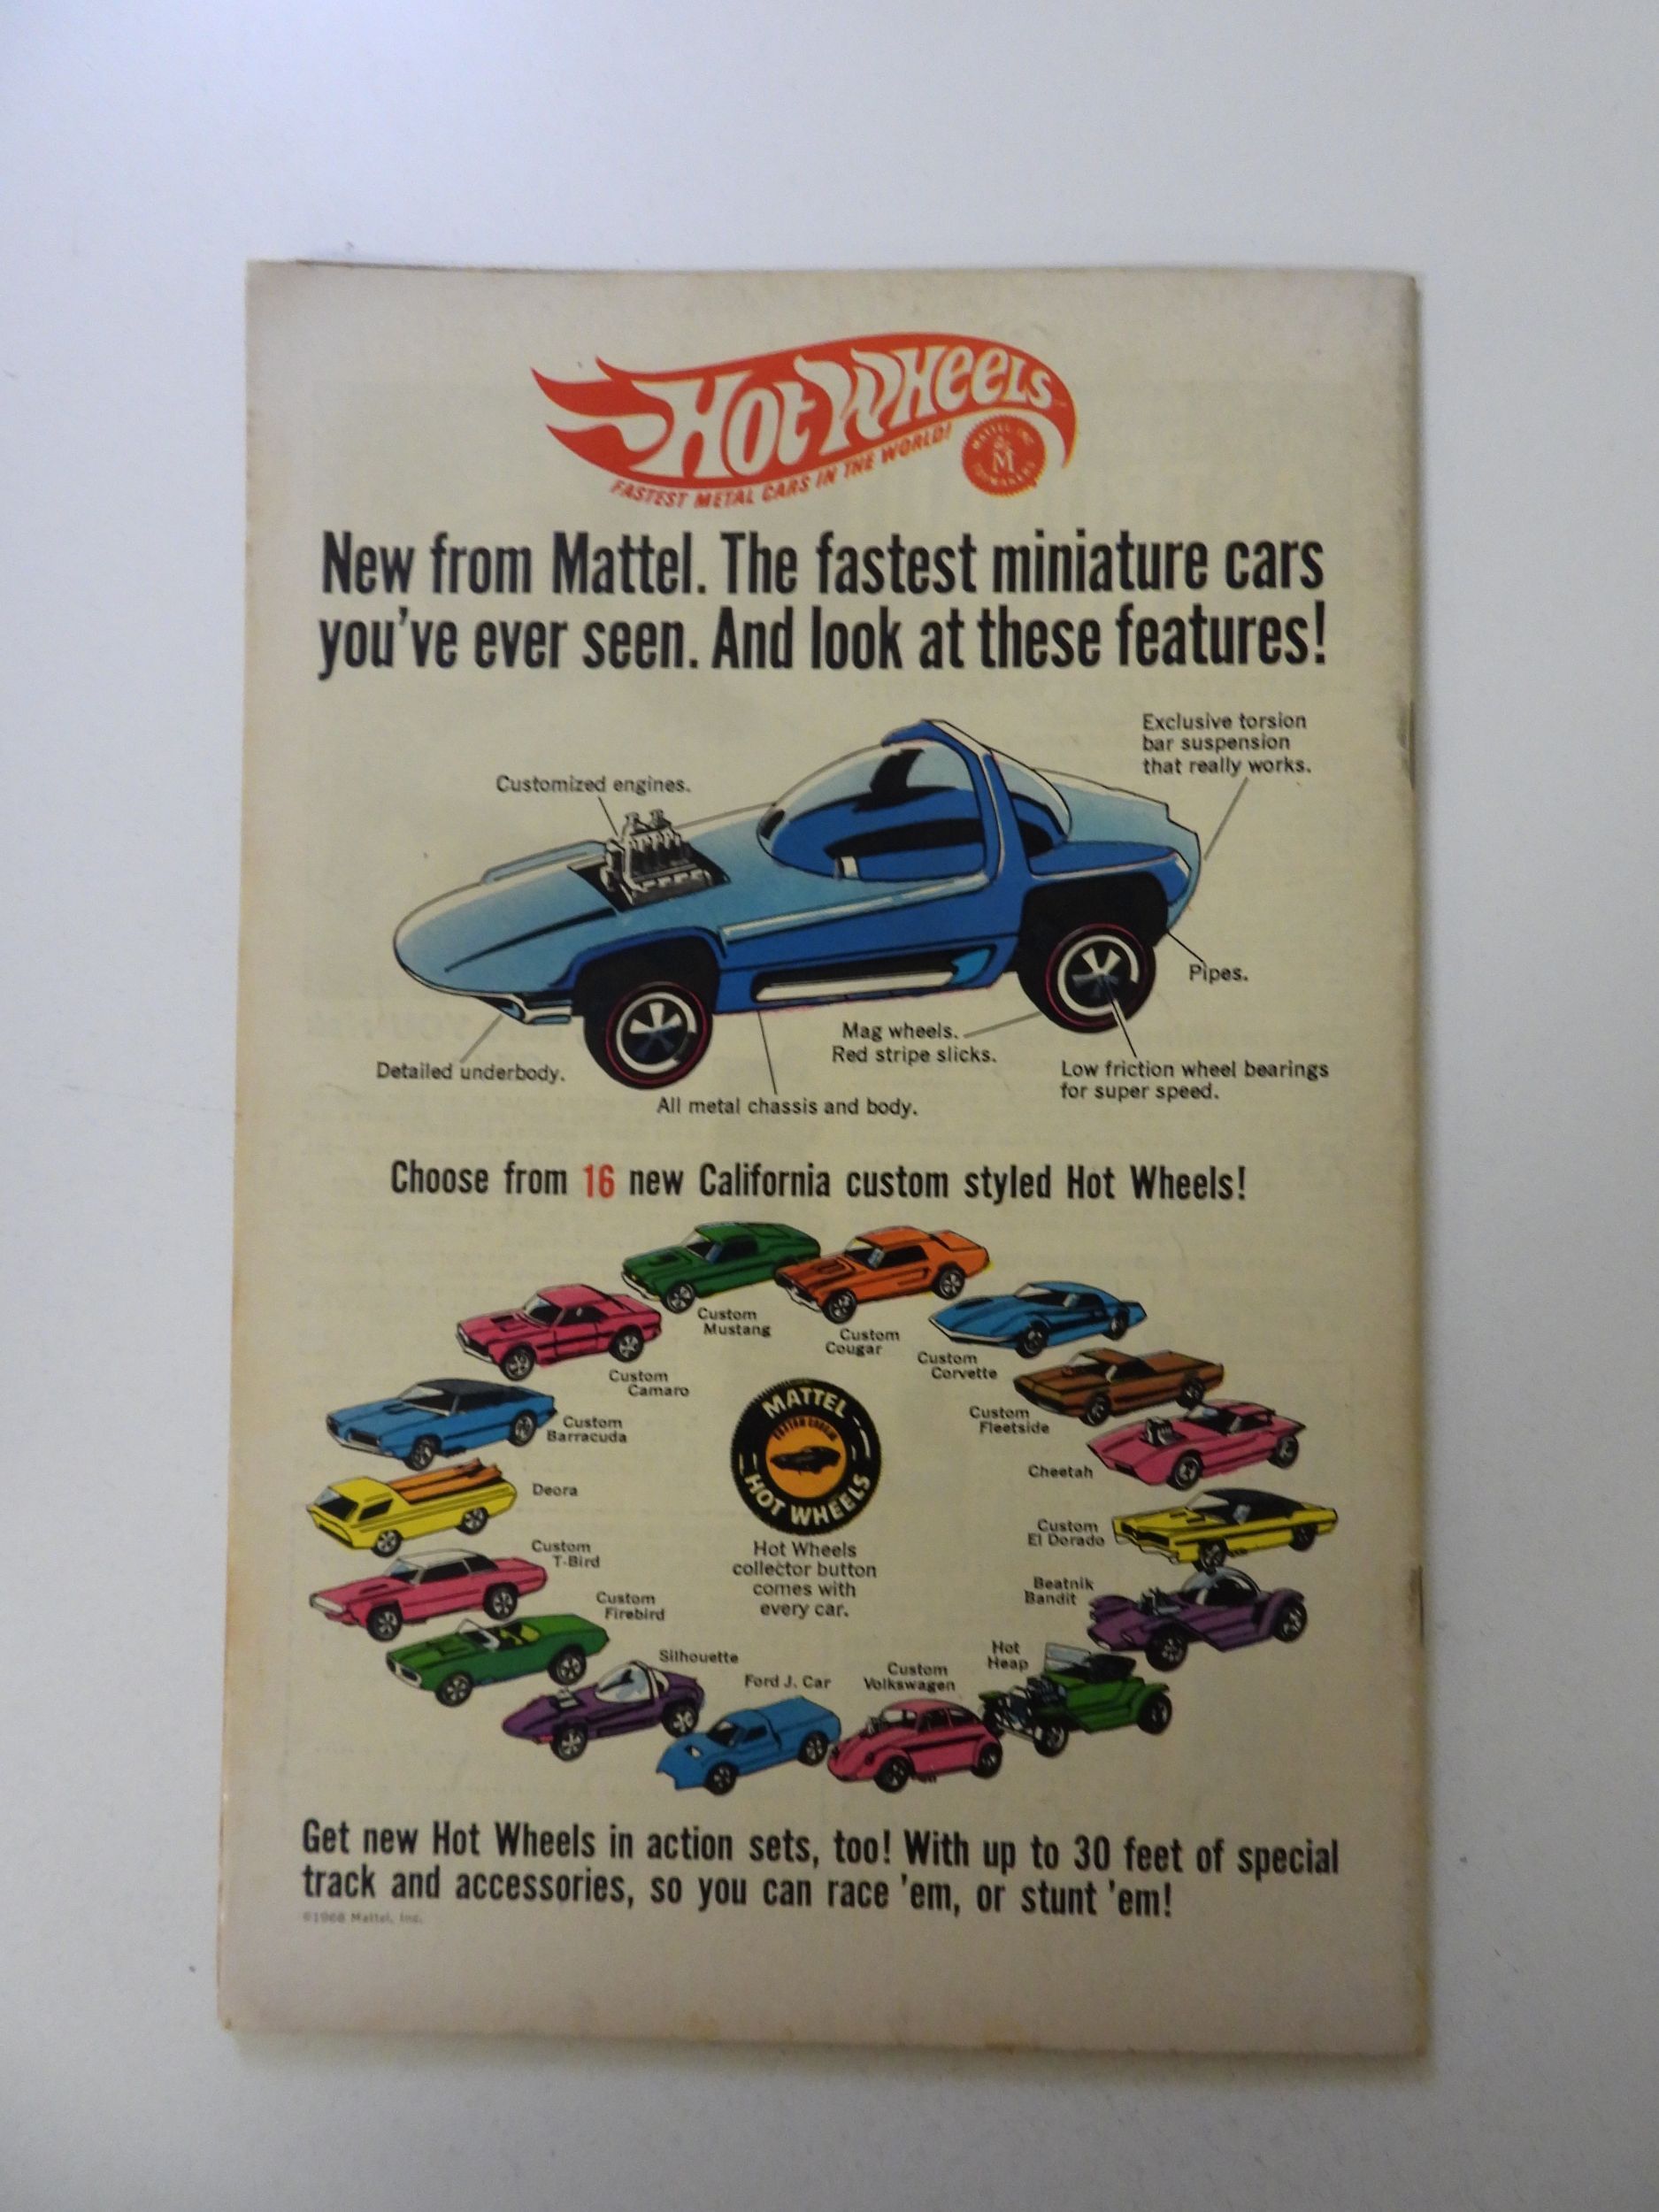 HOT WHEELS
FASTEST METAL CARS IN THE WORLD!
MATTEL INC
M
New from Mattel. The fastest miniature cars
you've ever seen. And look at these features!
Exclusive torsion
bar suspension
that really works.
Customized engines.
Pipes.
Mag wheels.
Red stripe slicks.
Detailed underbody.
Low friction wheel bearings
for super speed.
All metal chassis and body.
Choose from 16 new California custom styled Hot Wheels!
Custom
Mustang
Custom
Cougar
Custom
Corvette
Custom
Camaro
Custom
Fleetside
Custom
Barracuda
Cheetah
Deora
Custom
El Dorado
Custom
T-Bird
Beatnik
Bandit
Custom
Firebird
Hot
Heap
Silhouette
Ford J. Car
Custom
Volkswagen
MATTEL
HOT WHEELS
Hot Wheels
collector button
comes with
every car.
Get new Hot Wheels in action sets, too! With up to 30 feet of special
track and accessories, so you can race 'em, or stunt 'em!
©1968 Mattel, Inc.